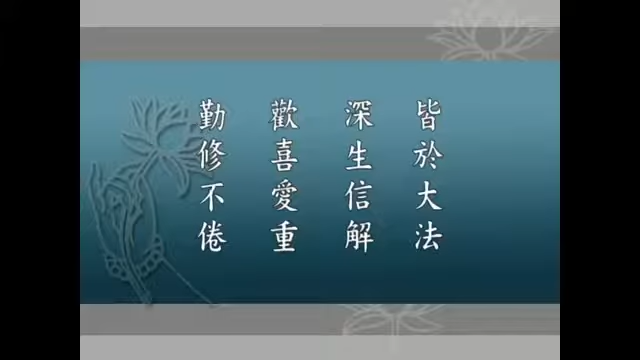 皆於大法
深生信解
歡喜愛重
勤修不倦